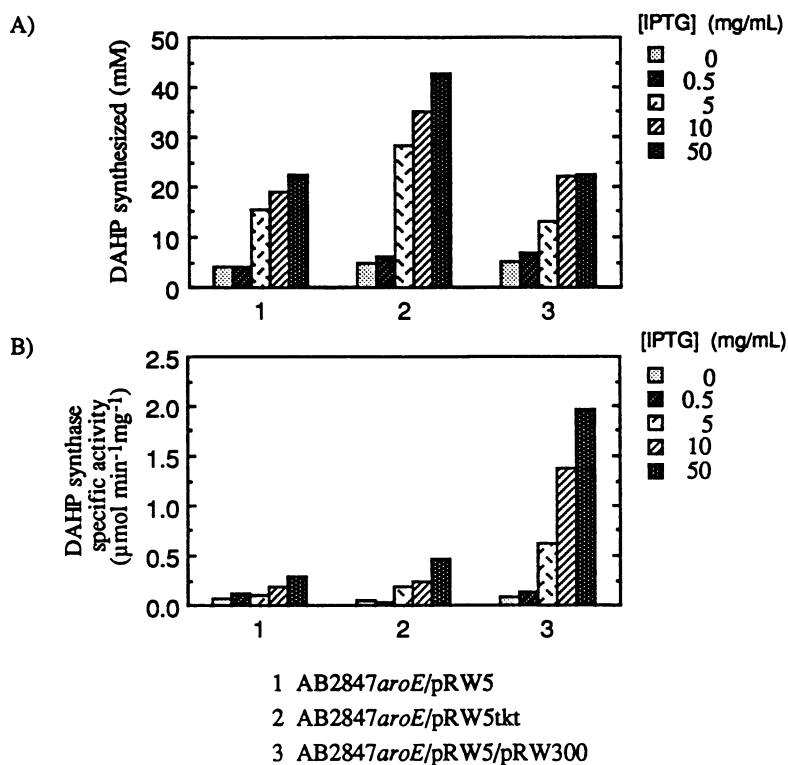 A)
[IPTG] (mg/mL)
0
0.5
5
10
50
DAHP synthesized (mM)
50
40
30
20
10
0
1 2 3
B)
[IPTG] (mg/mL)
0
0.5
5
10
50
DAHP synthase
specific activity
(µmol min-1mg-1)
2.5
2.0
1.5
1.0
0.5
0.0
1 2 3
1 AB2847aroE/pRW5
2 AB2847aroE/pRW5tkt
3 AB2847aroE/pRW5/pRW300